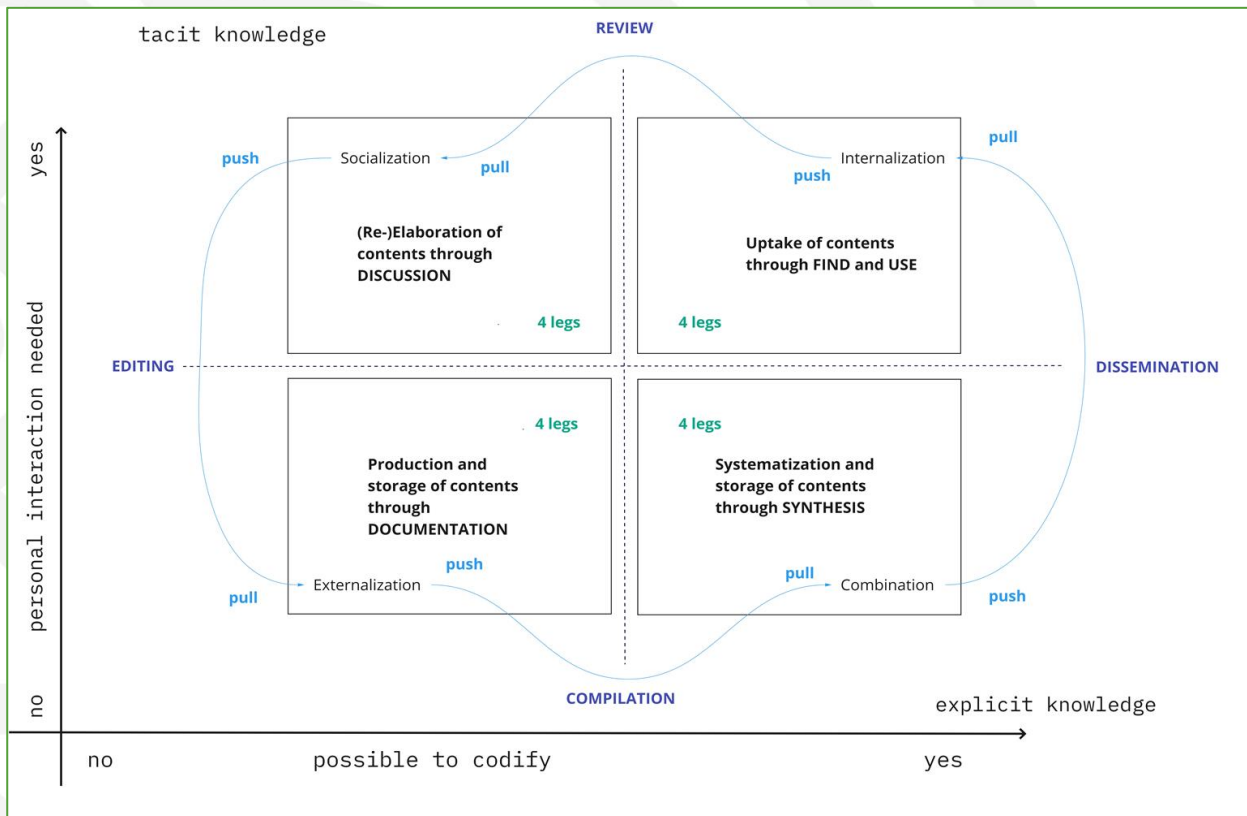 tacit knowledge
REVIEW
yes
push
Socialization
pull
pull
push
Internalization
(Re-)Elaboration of
contents through
DISCUSSION
Uptake of contents
through FIND and USE
4 legs
4 legs
personal interaction needed
EDITING
DISSEMINATION
4 legs
4 legs
Production and
storage of contents
through
DOCUMENTATION
Systematization and
storage of contents
through SYNTHESIS
pull
Externalization
push
pull
Combination
push
no
COMPILATION
explicit knowledge
no
possible to codify
yes